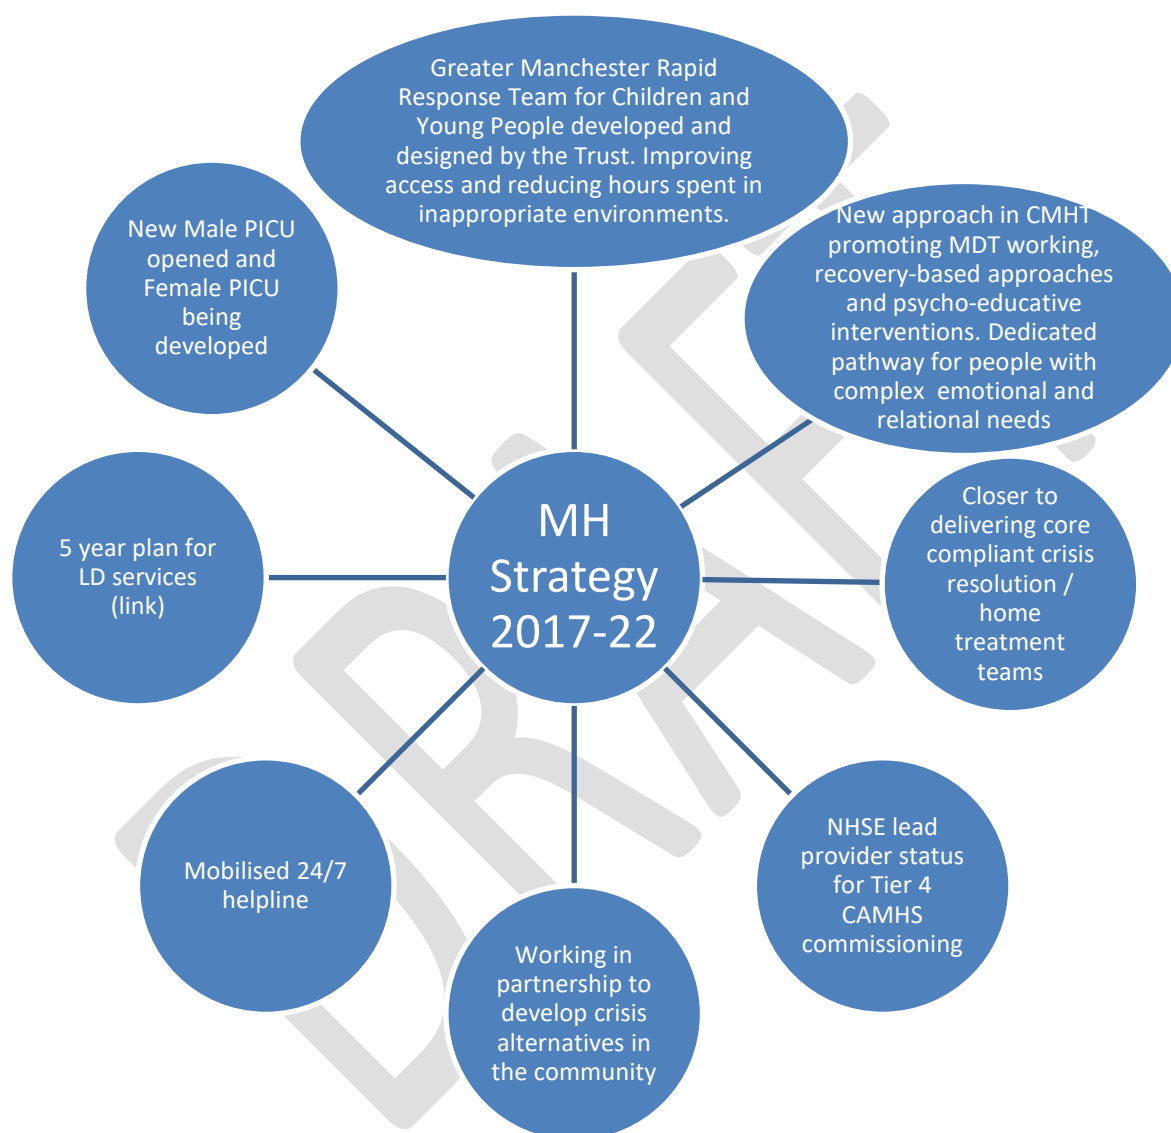 Greater Manchester Rapid
Response Team for Children and
Young People developed and
designed by the Trust. Improving
access and reducing hours spent in
inappropriate environments.
New approach in CMHT
promoting MDT working,
recovery-based approaches
and psycho-educative
interventions. Dedicated
pathway for people with
complex emotional and
relational needs
Closer to
delivering core
compliant crisis
resolution /
home
treatment
teams
NHSE lead
provider status
for Tier 4
CAMHS
commissioning
Working in
partnership to
develop crisis
alternatives in
the community
Mobilised 24/7
helpline
5 year plan for
LD services
(link)
New Male PICU
opened and
Female PICU
being
developed
MH
Strategy
2017-22
DRAFT